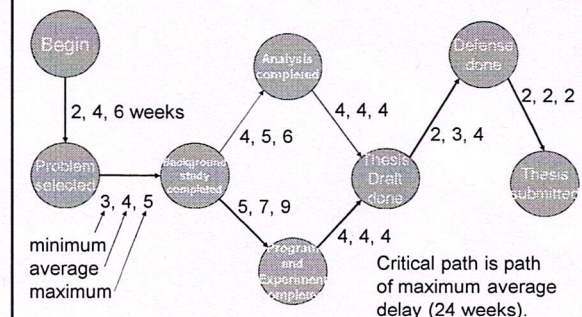 Begin
2, 4, 6 weeks
Problem
selected
3, 4, 5
minimum
average
maximum
Background
study
completed
4, 5, 6
Analysis
completed
4, 4, 4
5, 7, 9
Program
and
Experiment
completed
4, 4, 4
Thesis
Draft
done
2, 3, 4
Defense
done
2, 2, 2
Thesis
submitted
Critical path is path
of maximum average
delay (24 weeks).